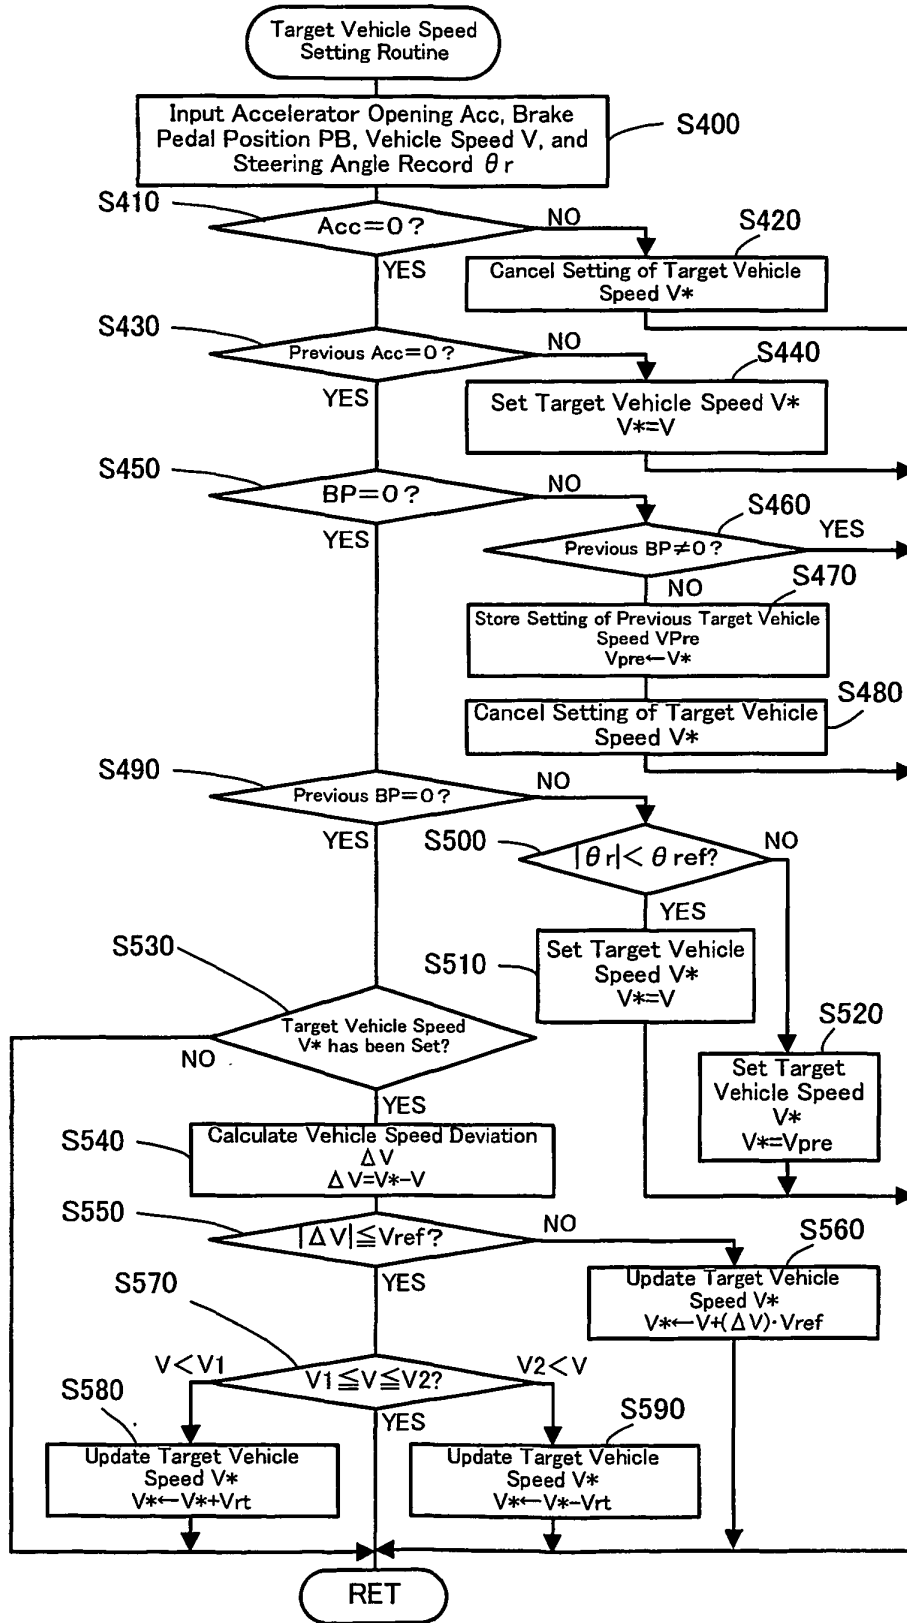 Target Vehicle Speed
Setting Routine
Input Accelerator Opening Acc, Brake
Pedal Position PB, Vehicle Speed V, and
Steering Angle Record θr
S400
S410
Acc=0?
NO
YES
S420
Cancel Setting of Target Vehicle
Speed V*
S430
Previous Acc=0?
NO
YES
S440
Set Target Vehicle Speed V*
V*=V
S450
BP=0?
NO
YES
S460
Previous BP≠0?
YES
NO
S470
Store Setting of Previous Target Vehicle
Speed VPre
Vpre←V*
S480
Cancel Setting of Target Vehicle
Speed V*
S490
Previous BP=0?
NO
YES
S500
|θr|<θref?
NO
YES
S510
Set Target Vehicle
Speed V*
V*=V
S520
Set Target
Vehicle Speed
V*
V*=Vpre
S530
Target Vehicle Speed
V* has been Set?
NO
YES
S540
Calculate Vehicle Speed Deviation
ΔV
ΔV=V*-V
S550
|ΔV|≦Vref?
NO
YES
S560
Update Target Vehicle
Speed V*
V*←V+(ΔV)·Vref
S570
V<V1
V1≦V≦V2?
V2<V
YES
S580
Update Target Vehicle
Speed V*
V*←V*+Vrt
S590
Update Target Vehicle
Speed V*
V*←V*-Vrt
RET